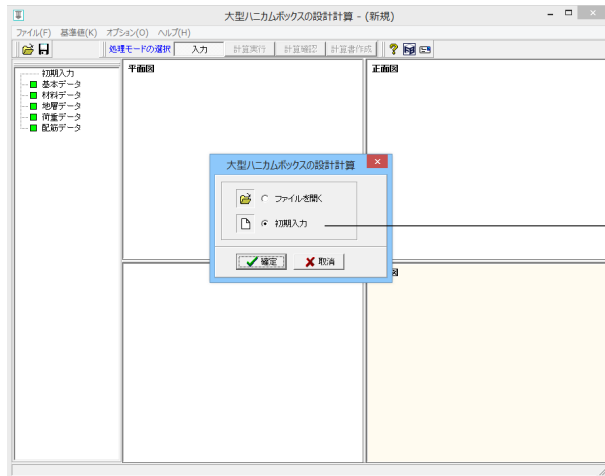 大型ハニカムボックスの設計計算 - (新規)
ファイル(F) 基準値(K) オプション(O) ヘルプ(H)
処理モードの選択 入力 計算実行 計算確認 計算書作成
初期入力
基本データ
材料データ
地層データ
荷重データ
配筋データ
平面図
正面図
大型ハニカムボックスの設計計算
ファイルを開く
初期入力
確定 取消
図